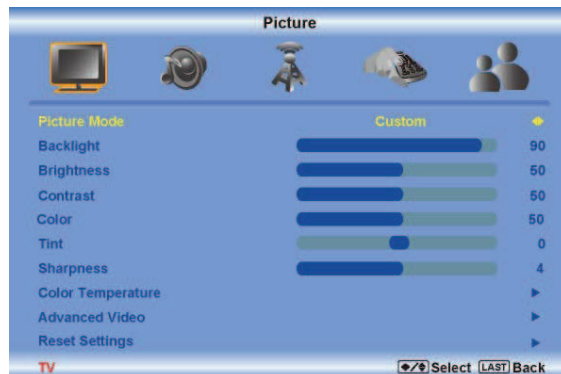 Picture
Picture Mode Custom
Backlight 90
Brightness 50
Contrast 50
Color 50
Tint 0
Sharpness 4
Color Temperature
Advanced Video
Reset Settings
TV Select LAST Back